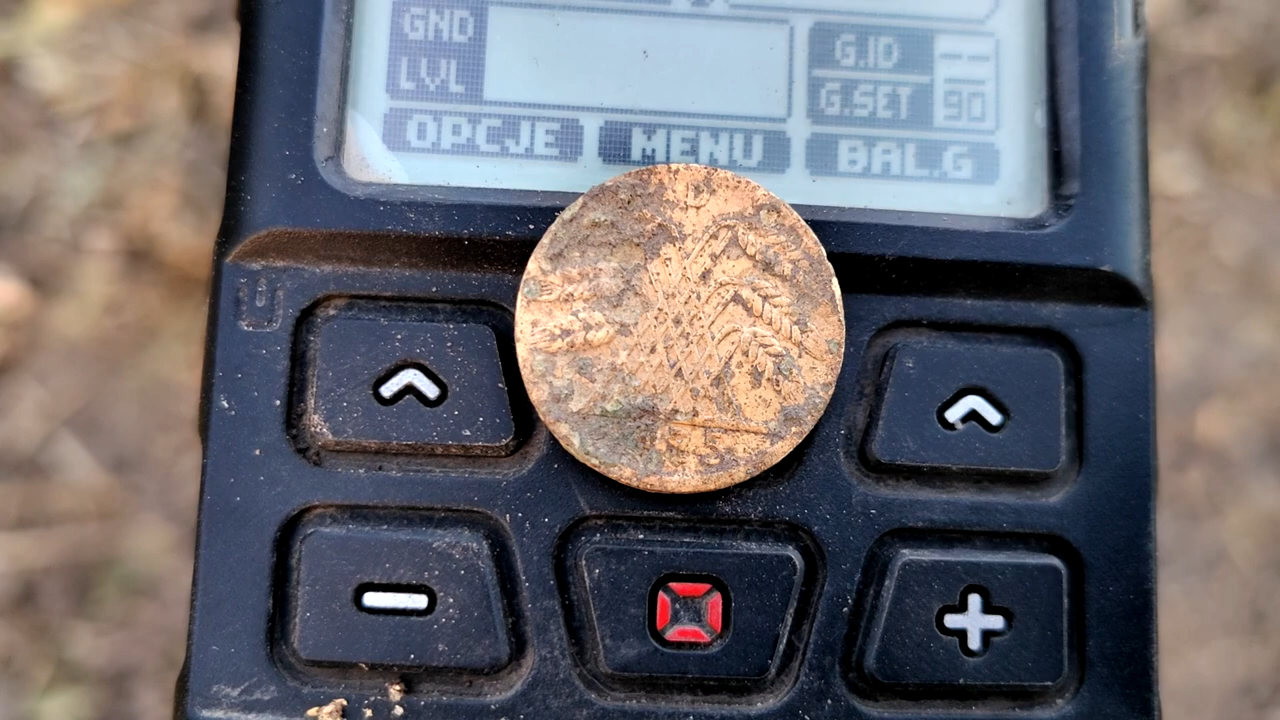 GND
LVL
G.ID --
G.SET 90
OPCJE MENU BAL.G